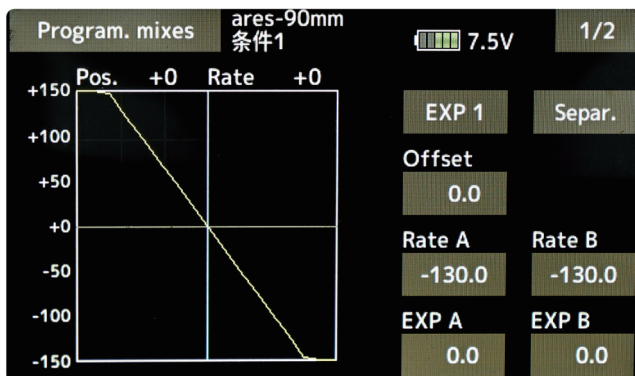 Program. mixes
ares-90mm
条件1
7.5V
1/2
Pos. +0 Rate +0
+150
+100
+50
+0
-50
-100
-150
EXP 1
Separ.
Offset
0.0
Rate A
Rate B
-130.0
-130.0
EXP A
EXP B
0.0
0.0